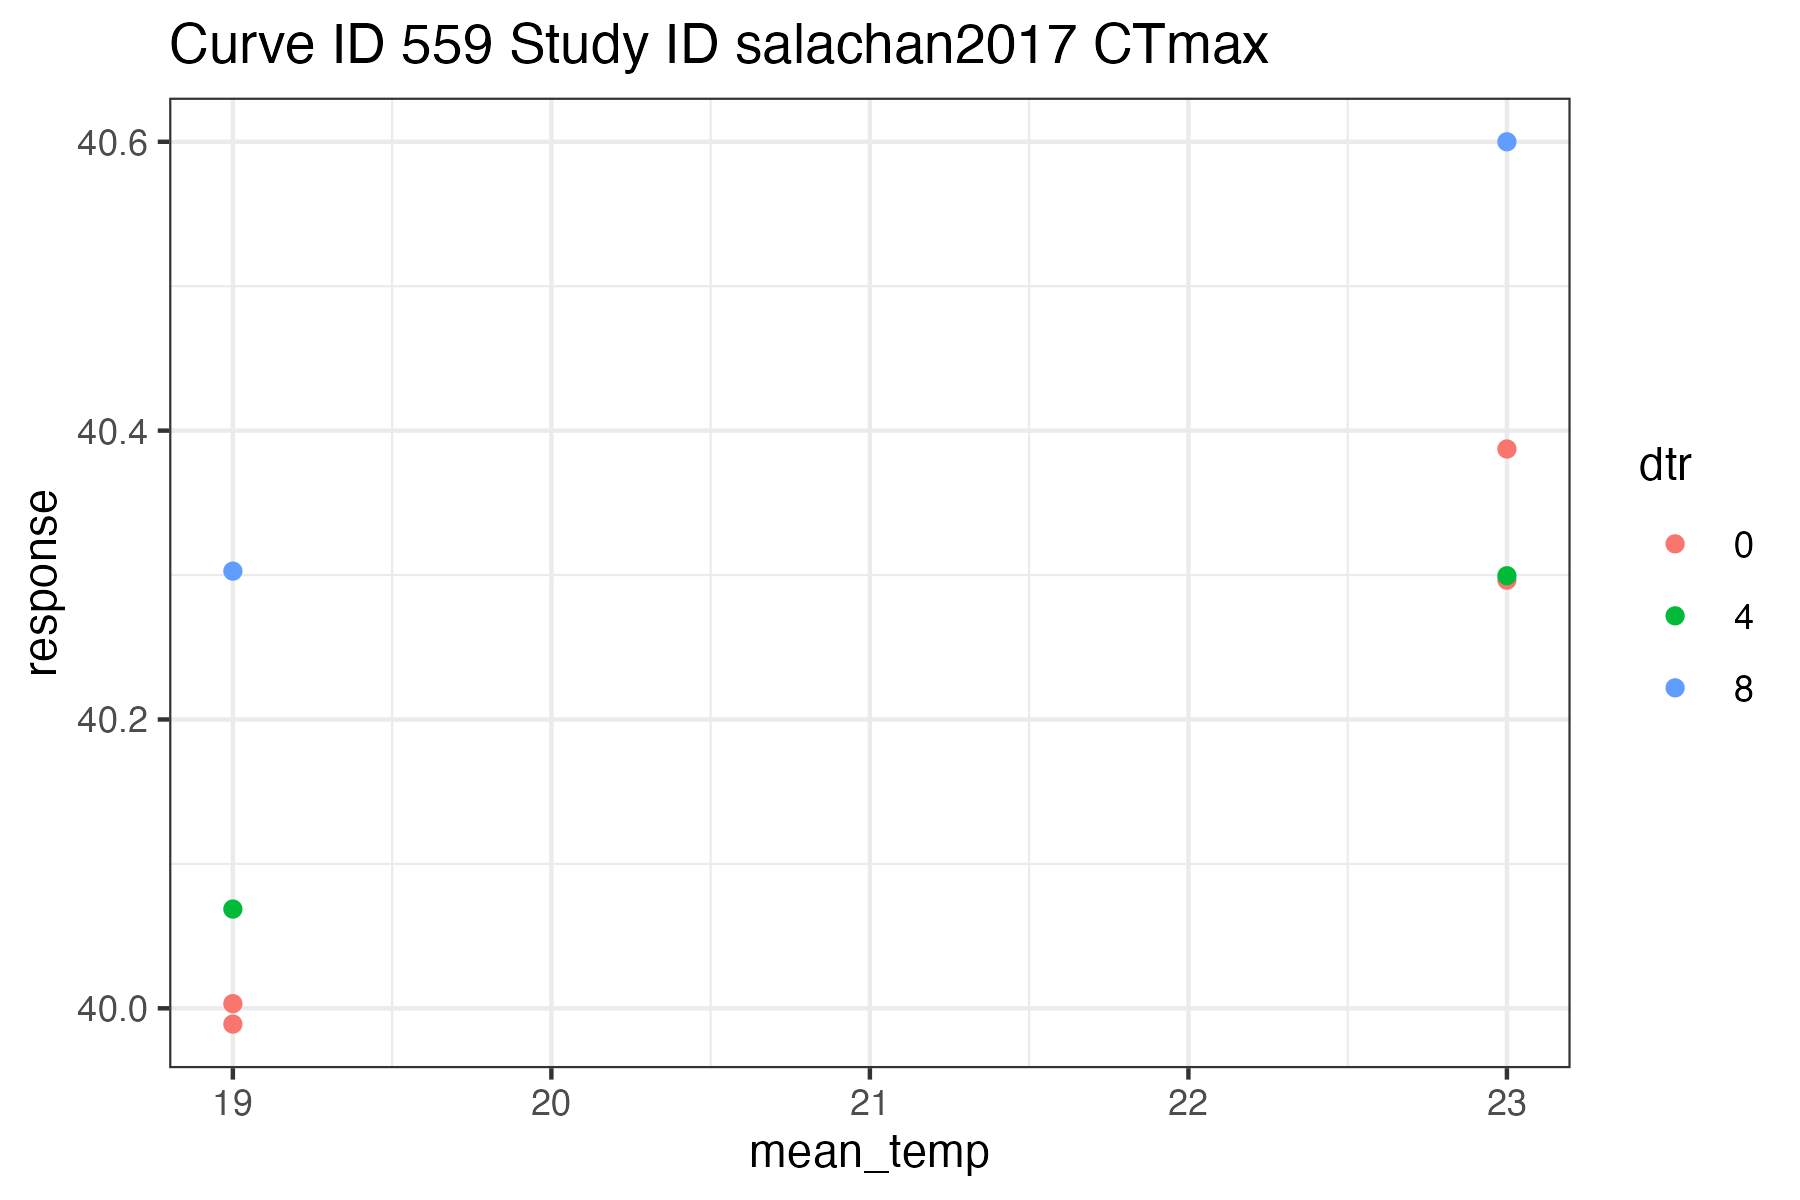 Curve ID 559 Study ID salachan2017 CTmax
40.6
40.4
40.2
40.0
response
19 20 21 22 23
mean_temp
dtr
0
4
8